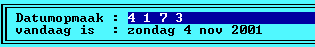 Datumopmaak : 4 1 7 3
vandaag is : zondag 4 nov 2001